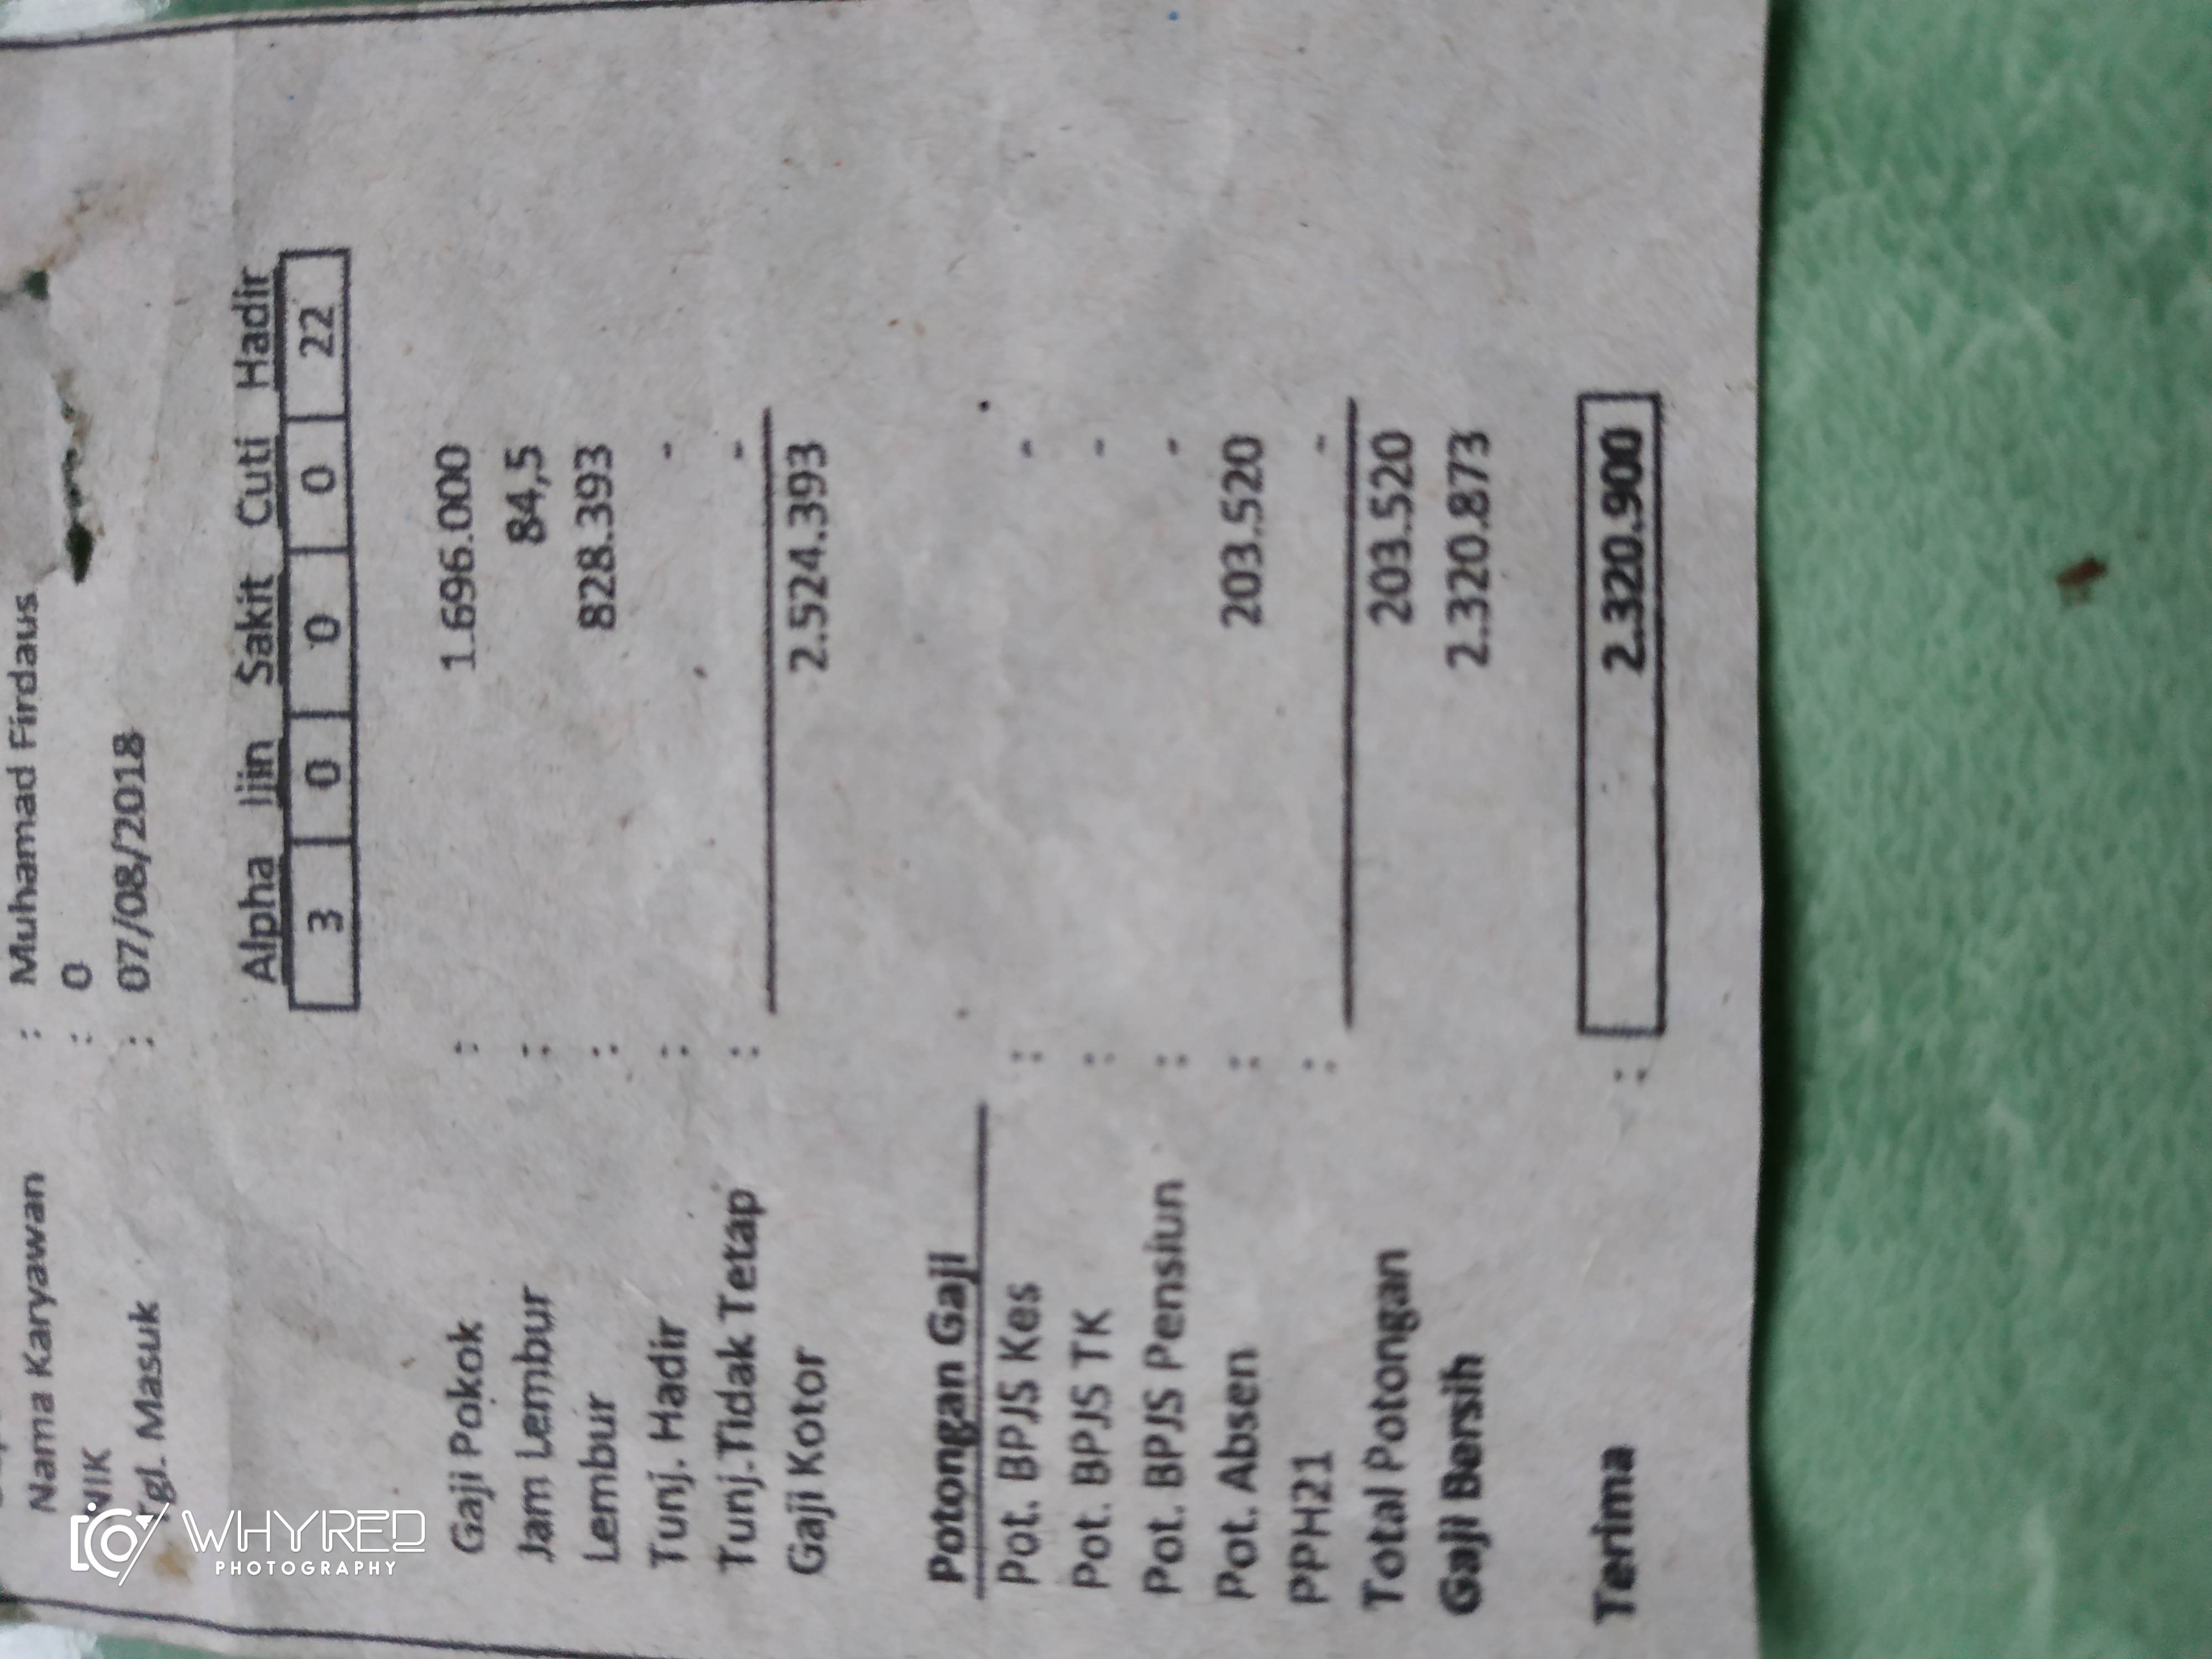 Nama Karyawan : Muhamad Firdaus
NIK : 0
Tgl. Masuk : 07/08/2018
Alpha Ijin Sakit Cuti Hadir
3 0 0 0 22
Gaji Pokok : 1.696.000
Jam Lembur : 84,5
Lembur : 828.393
Tunj. Hadir : -
Tunj.Tidak Tetap : -
Gaji Kotor 2.524.393
Potongan Gaji
Pot. BPJS Kes : -
Pot. BPJS TK : -
Pot. BPJS Pensiun : -
Pot. Absen : 203.520
PPH21 : -
Total Potongan 203.520
Gaji Bersih 2.320.873
Terima : 2.320.900
WHYRED
PHOTOGRAPHY